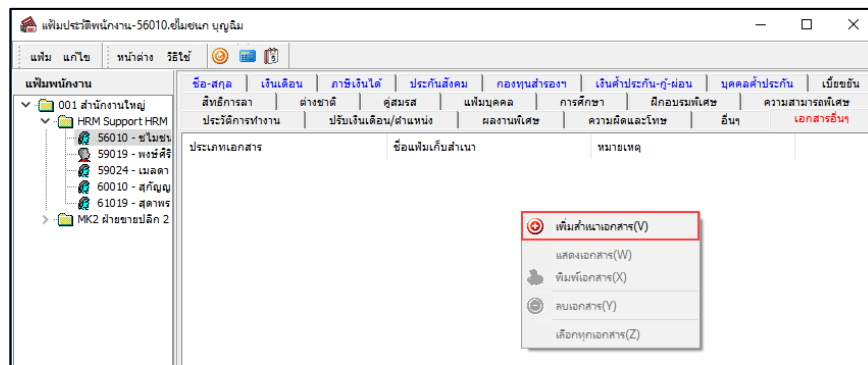 แฟ้มประวัติพนักงาน-56010.ชไมชนก บุญฉิม
แฟ้ม แก้ไข หน้าต่าง วิธีใช้
แฟ้มพนักงาน
ชื่อ-สกุล เงินเดือน ภาษีเงินได้ ประกันสังคม กองทุนสำรองฯ เงินค้ำประกัน-กู้-ผ่อน บุคคลค้ำประกัน เบี้ยขยัน
สิทธิการลา ต่างชาติ คู่สมรส แฟ้มบุคคล การศึกษา ฝึกอบรมพิเศษ ความสามารถพิเศษ
ประวัติการทำงาน ปรับเงินเดือน/ตำแหน่ง ผลงานพิเศษ ความผิดและโทษ อื่นๆ เอกสารอื่นๆ
001 สำนักงานใหญ่
HRM Support HRM
56010 - ชไมชน
59019 - พงษ์ศิริ
59024 - เมลดา
60010 - สุกัญญ
61019 - สุดาพร
MK2 ฝ่ายขายปลีก 2
ประเภทเอกสาร ชื่อแฟ้มเก็บสำเนา หมายเหตุ
เพิ่มสำเนาเอกสาร(V)
แสดงเอกสาร(W)
พิมพ์เอกสาร(X)
ลบเอกสาร(Y)
เลือกทุกเอกสาร(Z)